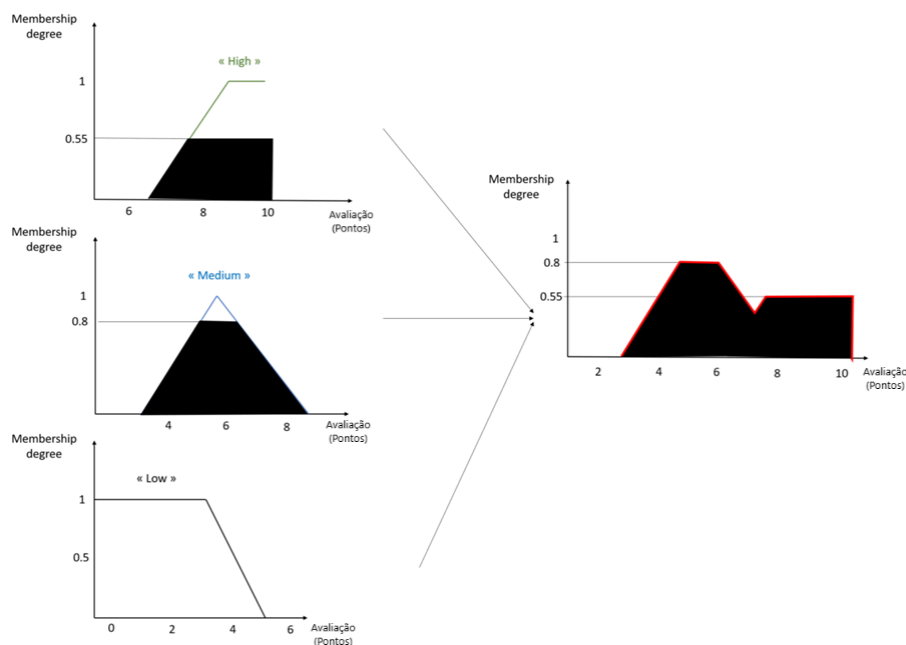 Membership
degree
« High »
1
0.55
6 8 10 Avaliação
(Pontos)
Membership
degree
« Medium »
1
0.8
4 6 8 Avaliação
(Pontos)
Membership
degree
« Low »
1
0.5
0 2 4 6 Avaliação
(Pontos)
Membership
degree
1
0.8
0.55
2 4 6 8 10 Avaliação
(Pontos)